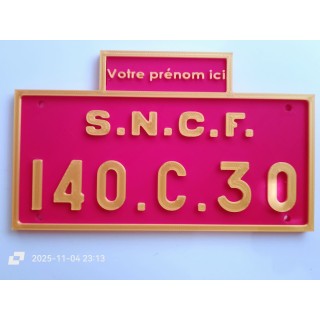 Votre prénom ici
S.N.C.F.
140.C.30
2025-11-04 23:13